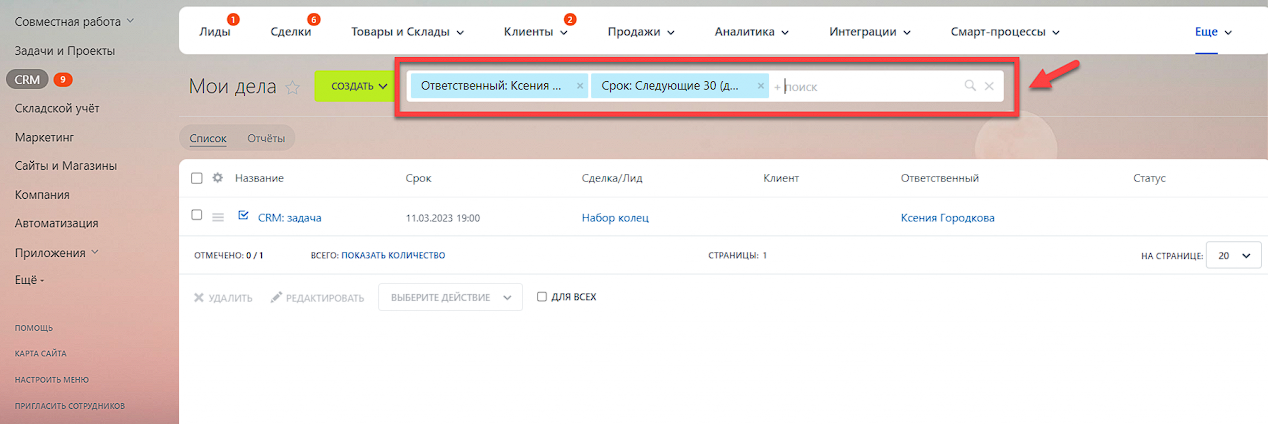 Совместная работа
Задачи и Проекты
CRM 9
Складской учёт
Маркетинг
Сайты и Магазины
Компания
Автоматизация
Приложения
Ещё -
ПОМОЩЬ
КАРТА САЙТА
НАСТРОИТЬ МЕНЮ
ПРИГЛАСИТЬ СОТРУДНИКОВ
Лиды 1 Сделки 6 Товары и Склады Клиенты 2 Продажи Аналитика Интеграции Смарт-процессы Еще
Мои дела СОЗДАТЬ Ответственный: Ксения ... × Срок: Следующие 30 (д... × + поиск
Список Отчёты
Название Срок Сделка/Лид Клиент Ответственный Статус
CRM: задача 11.03.2023 19:00 Набор колец Ксения Городкова
ОТМЕЧЕНО: 0 / 1 ВСЕГО: ПОКАЗАТЬ КОЛИЧЕСТВО СТРАНИЦЫ: 1 НА СТРАНИЦЕ: 20
УДАЛИТЬ РЕДАКТИРОВАТЬ ВЫБЕРИТЕ ДЕЙСТВИЕ ДЛЯ ВСЕХ